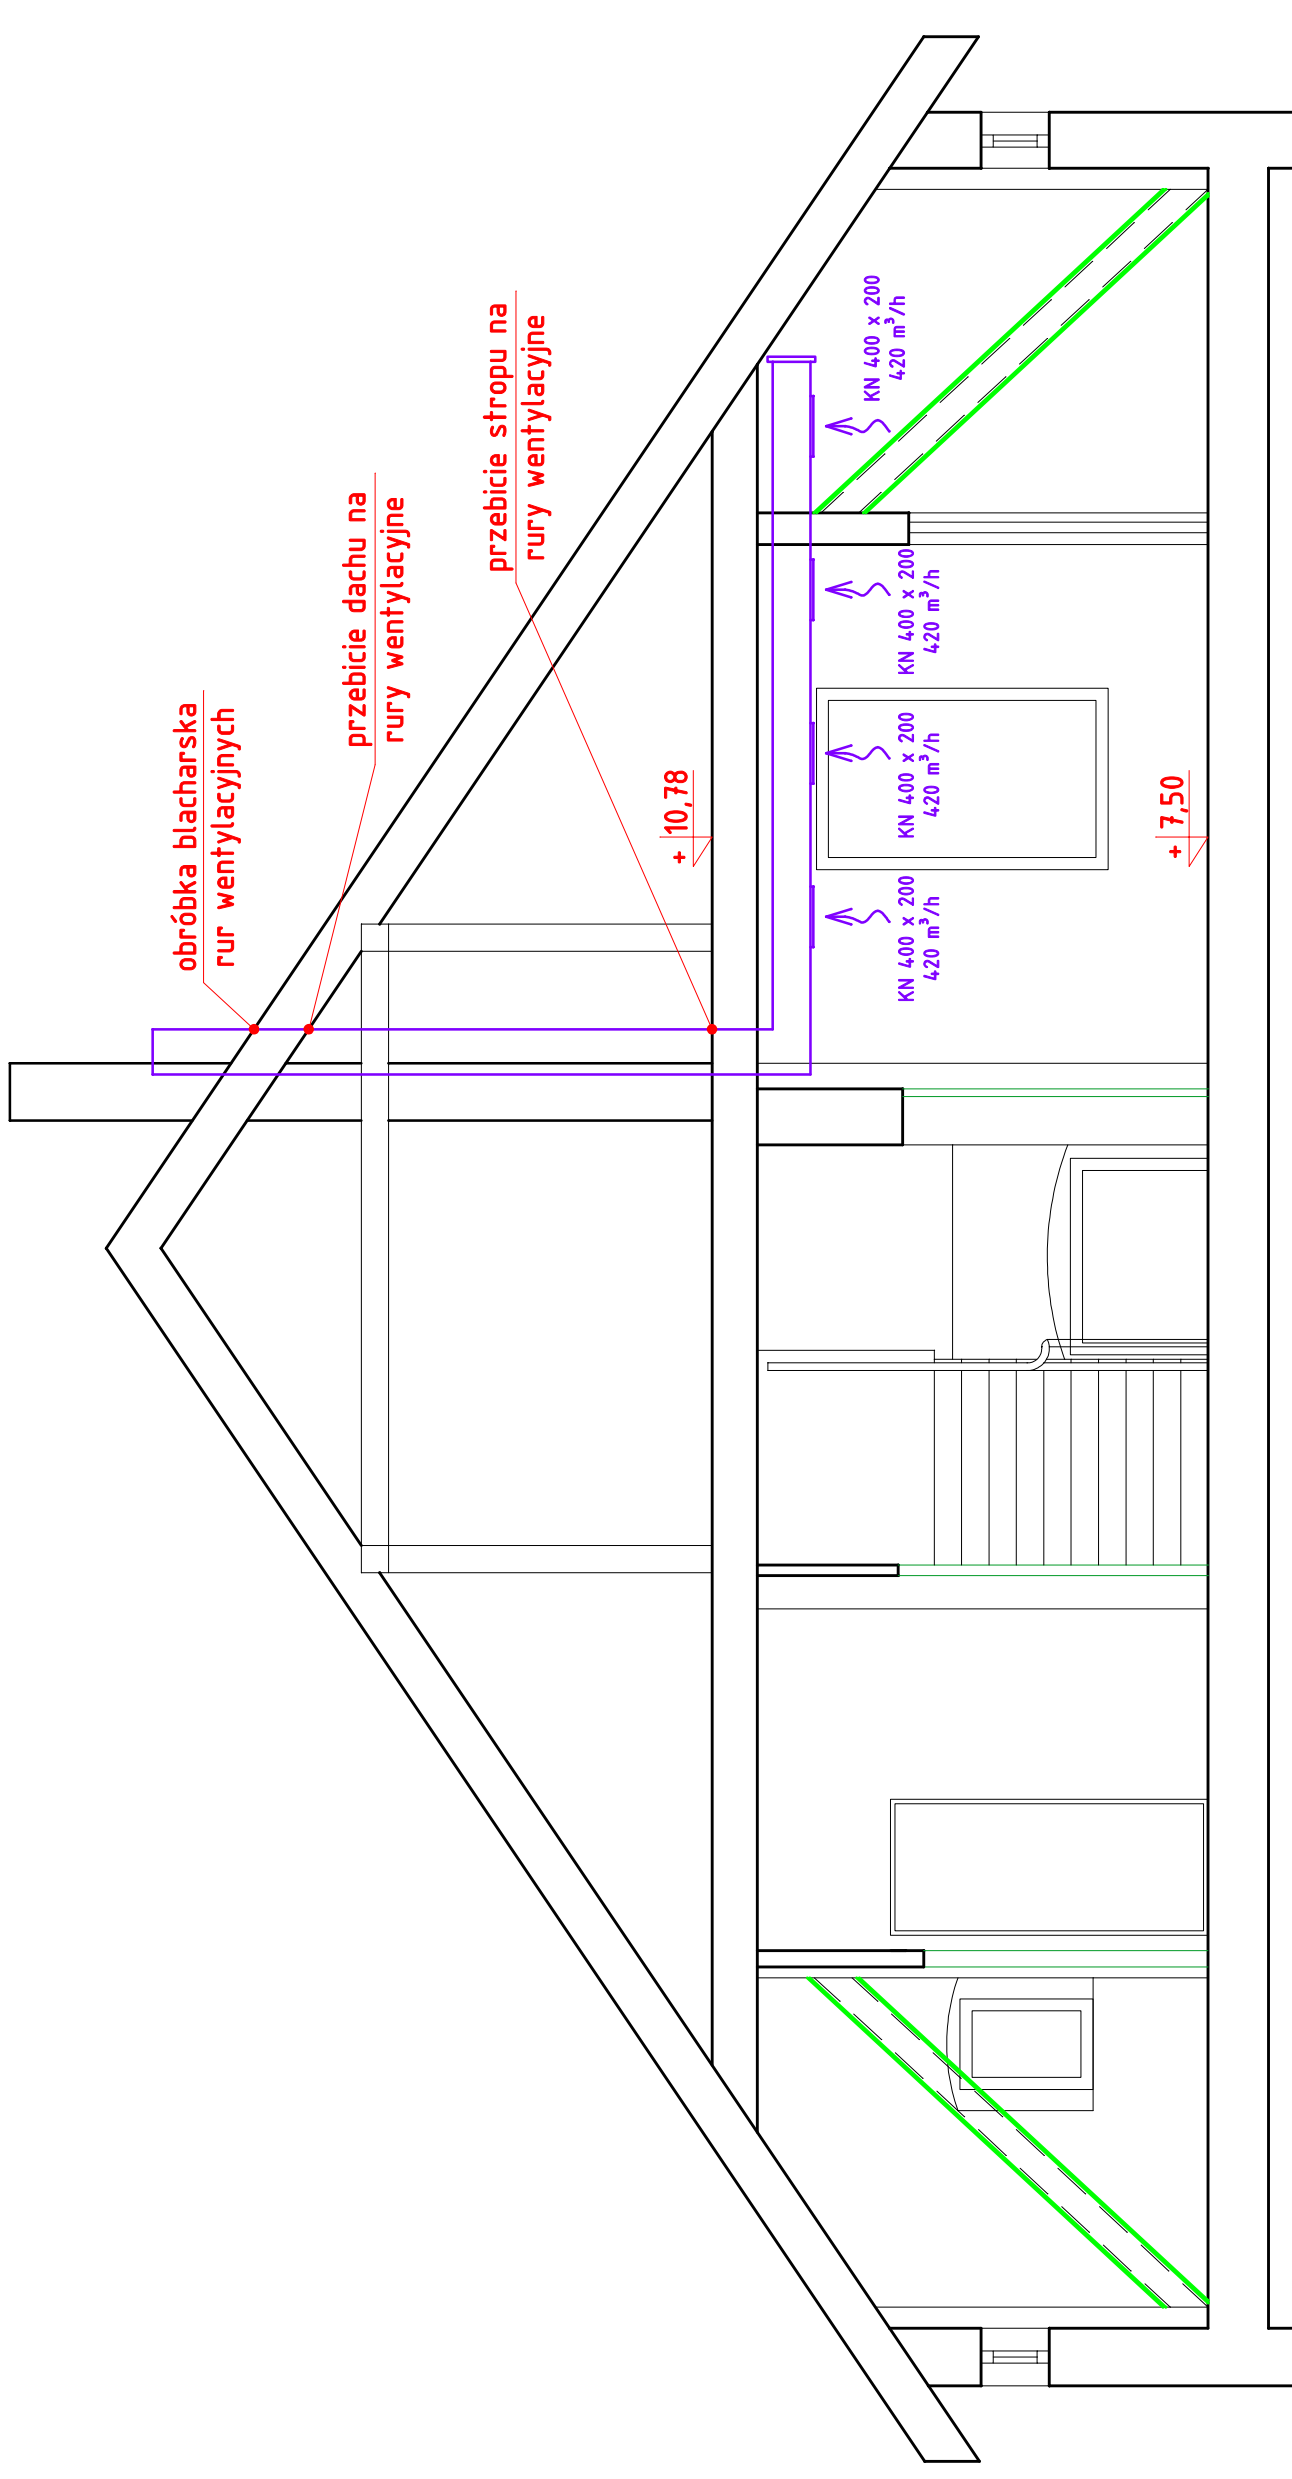 obróbka blacharska
rur wentylacyjnych
przebicie dachu na
rury wentylacyjne
przebicie stropu na
rury wentylacyjne
+ 10,78
+ 7,50
KN 400 x 200
420 m³/h
KN 400 x 200
420 m³/h
KN 400 x 200
420 m³/h
KN 400 x 200
420 m³/h